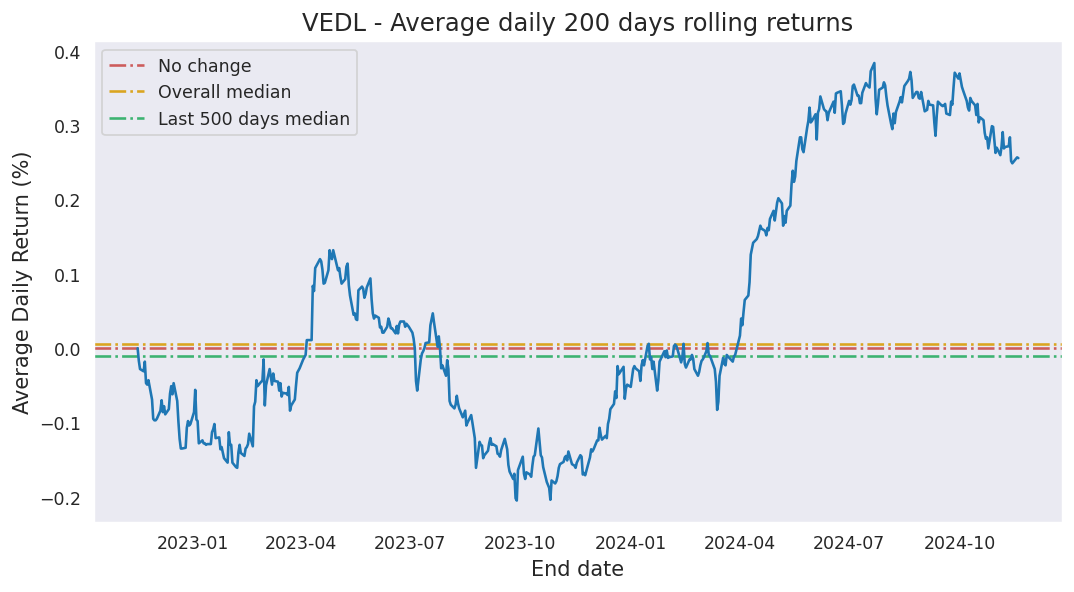 VEDL - Average daily 200 days rolling returns
No change
Overall median
Last 500 days median
Average Daily Return (%)
0.4
0.3
0.2
0.1
0.0
−0.1
−0.2
2023-01
2023-04
2023-07
2023-10
2024-01
2024-04
2024-07
2024-10
End date